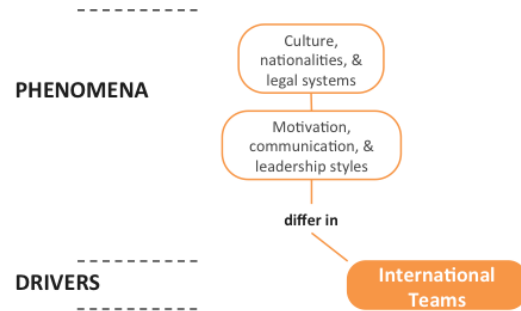 Culture,
nationalities, &
legal systems
PHENOMENA
Motivation,
communication, &
leadership styles
differ in
DRIVERS
International
Teams